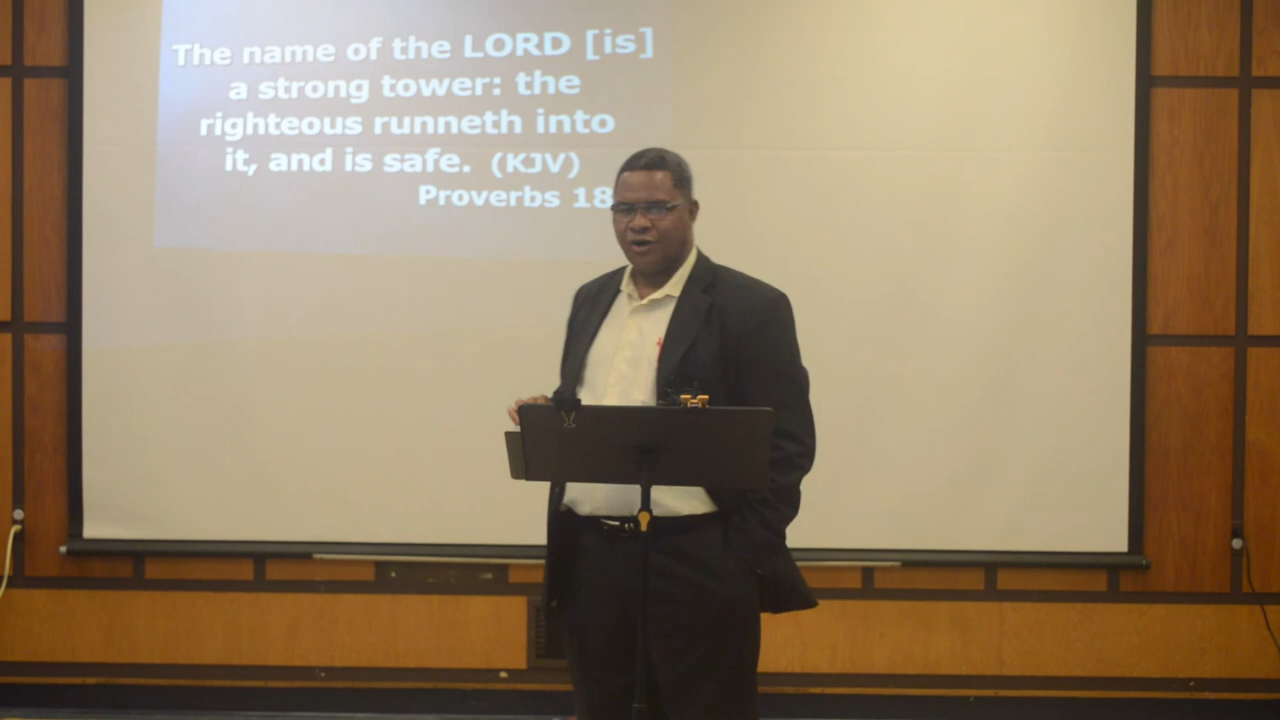 The name of the LORD [is]
a strong tower: the
righteous runneth into
it, and is safe. (KJV)
Proverbs 18